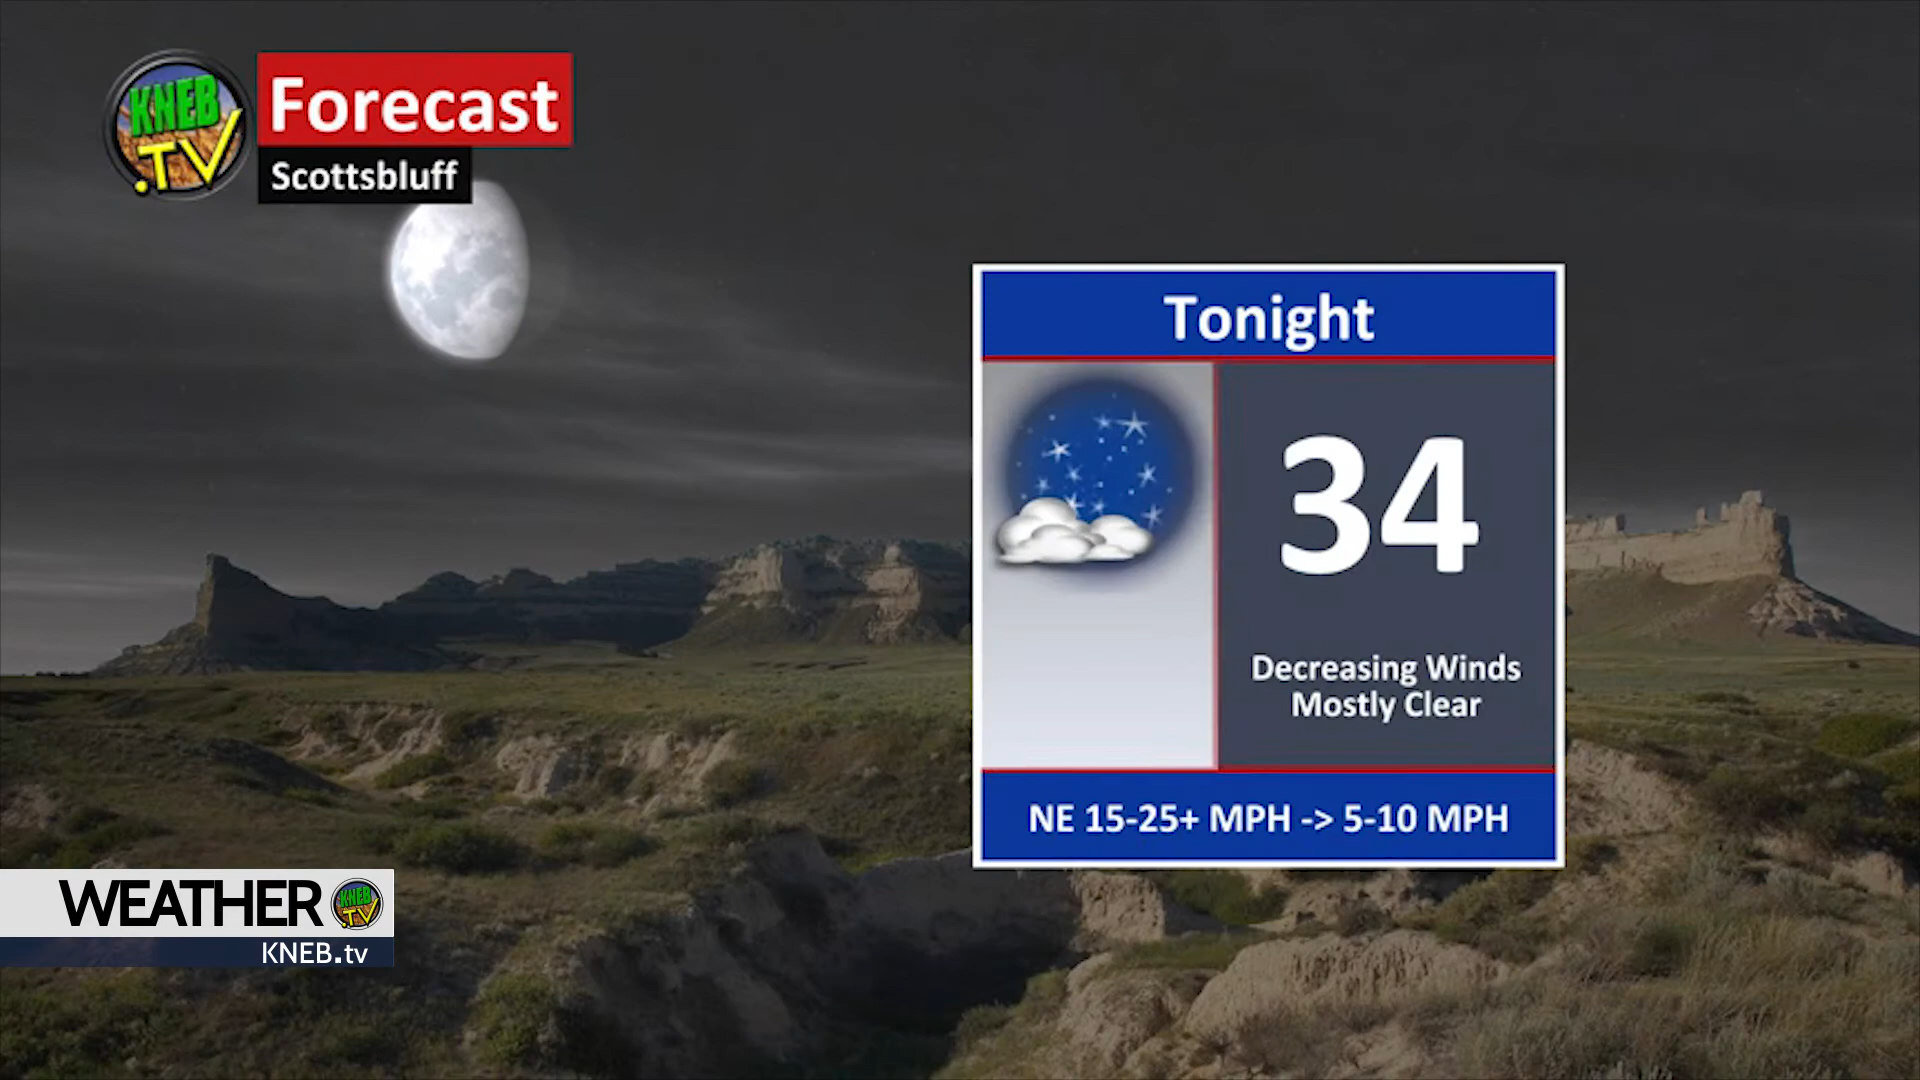 KNEB
.TV
Forecast
Scottsbluff
Tonight
34
Decreasing Winds
Mostly Clear
NE 15-25+ MPH -> 5-10 MPH
WEATHER
KNEB
.TV
KNEB.tv